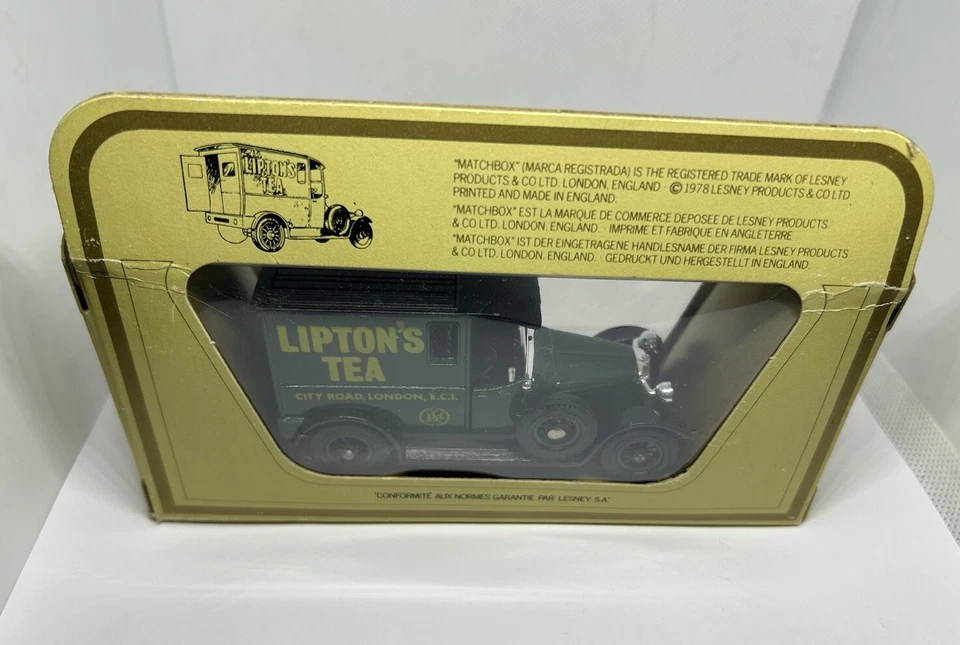 LIPTON'S
TEA
"MATCHBOX" (MARCA REGISTRADA) IS THE REGISTERED TRADE MARK OF LESNEY
PRODUCTS & CO LTD. LONDON. ENGLAND · © 1978 LESNEY PRODUCTS & CO LTD
PRINTED AND MADE IN ENGLAND.
"MATCHBOX" EST LA MARQUE DE COMMERCE DEPOSEE DE LESNEY PRODUCTS
& CO LTD. LONDON. ENGLAND. · IMPRIME ET FABRIQUE EN ANGLETERRE
"MATCHBOX" IST DER EINGETRAGENE HANDLESNAME DER FIRMA LESNEY PRODUCTS
& CO LTD. LONDON, ENGLAND. · GEDRUCKT UND HERGESTELLT IN ENGLAND.
LIPTON'S
TEA
CITY ROAD, LONDON, E.C.1.
"CONFORMITÉ AUX NORMES GARANTIE PAR LESNEY S.A."